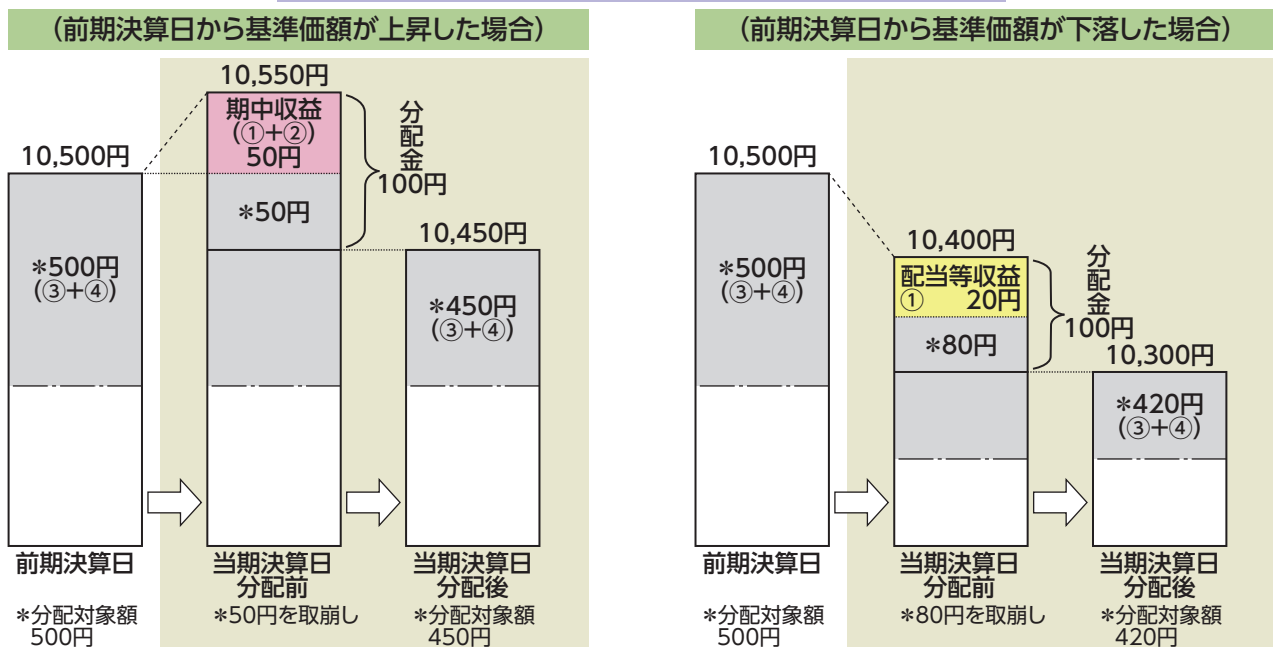 (前期決算日から基準価額が上昇した場合)
10,550円
期中収益
(①+②)
50円
分配金
100円
10,500円
*50円
10,450円
*500円
(③+④)
*450円
(③+④)
前期決算日
当期決算日
分配前
当期決算日
分配後
*分配対象額
500円
*50円を取崩し
*分配対象額
450円
(前期決算日から基準価額が下落した場合)
10,500円
10,400円
配当等収益
① 20円
分配金
100円
*500円
(③+④)
*80円
10,300円
*420円
(③+④)
前期決算日
当期決算日
分配前
当期決算日
分配後
*分配対象額
500円
*80円を取崩し
*分配対象額
420円